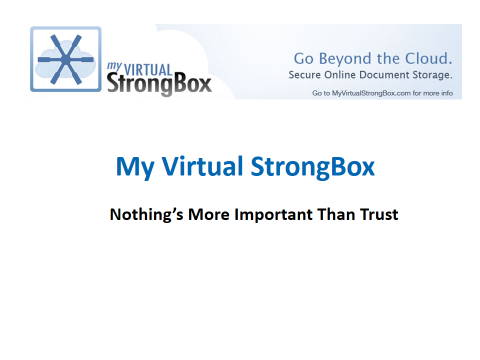 my VIRTUAL
StrongBox
Go Beyond the Cloud.
Secure Online Document Storage.
Go to MyVirtualStrongBox.com for more info
My Virtual StrongBox
Nothing's More Important Than Trust